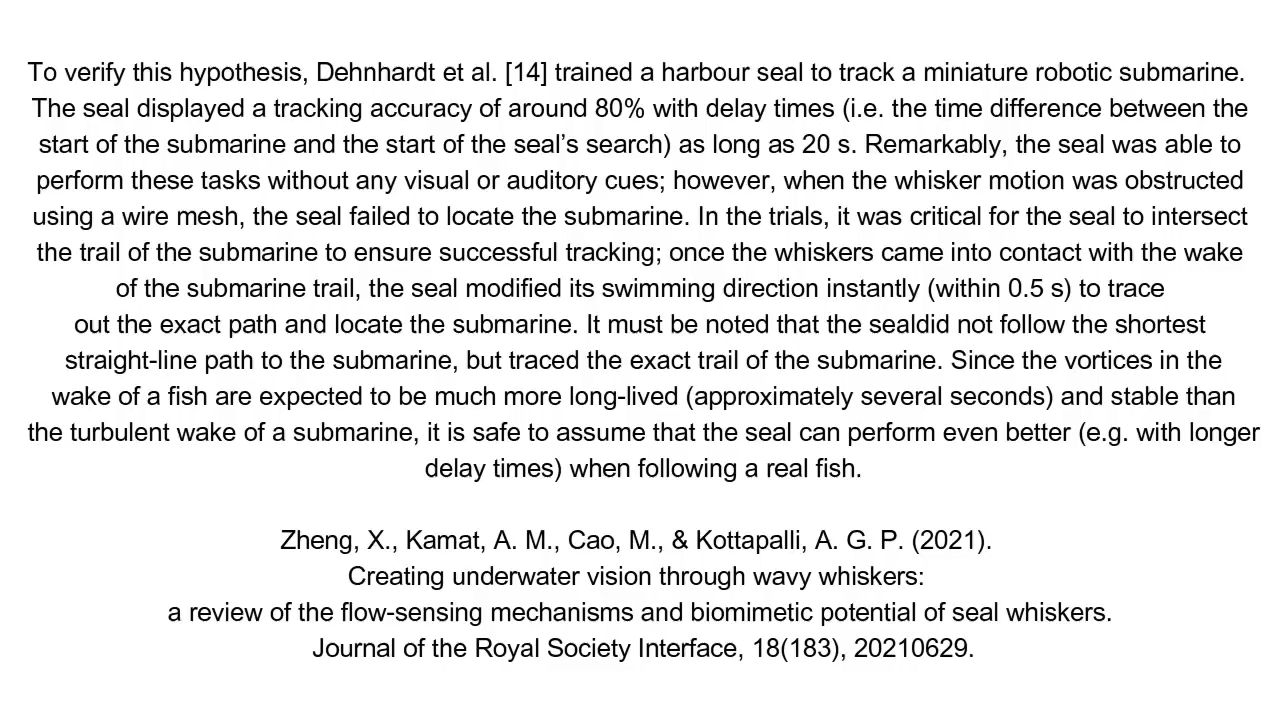 To verify this hypothesis, Dehnhardt et al. [14] trained a harbour seal to track a miniature robotic submarine.
The seal displayed a tracking accuracy of around 80% with delay times (i.e. the time difference between the
start of the submarine and the start of the seal’s search) as long as 20 s. Remarkably, the seal was able to
perform these tasks without any visual or auditory cues; however, when the whisker motion was obstructed
using a wire mesh, the seal failed to locate the submarine. In the trials, it was critical for the seal to intersect
the trail of the submarine to ensure successful tracking; once the whiskers came into contact with the wake
of the submarine trail, the seal modified its swimming direction instantly (within 0.5 s) to trace
out the exact path and locate the submarine. It must be noted that the sealdid not follow the shortest
straight-line path to the submarine, but traced the exact trail of the submarine. Since the vortices in the
wake of a fish are expected to be much more long-lived (approximately several seconds) and stable than
the turbulent wake of a submarine, it is safe to assume that the seal can perform even better (e.g. with longer
delay times) when following a real fish.
Zheng, X., Kamat, A. M., Cao, M., & Kottapalli, A. G. P. (2021).
Creating underwater vision through wavy whiskers:
a review of the flow-sensing mechanisms and biomimetic potential of seal whiskers.
Journal of the Royal Society Interface, 18(183), 20210629.